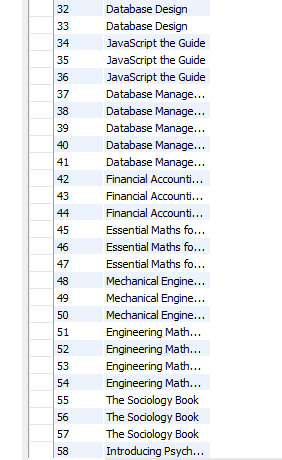 32 Database Design
33 Database Design
34 JavaScript the Guide
35 JavaScript the Guide
36 JavaScript the Guide
37 Database Manage...
38 Database Manage...
39 Database Manage...
40 Database Manage...
41 Database Manage...
42 Financial Accounti...
43 Financial Accounti...
44 Financial Accounti...
45 Essential Maths fo...
46 Essential Maths fo...
47 Essential Maths fo...
48 Mechanical Engine...
49 Mechanical Engine...
50 Mechanical Engine...
51 Engineering Math...
52 Engineering Math...
53 Engineering Math...
54 Engineering Math...
55 The Sociology Book
56 The Sociology Book
57 The Sociology Book
58 Introducing Psych...